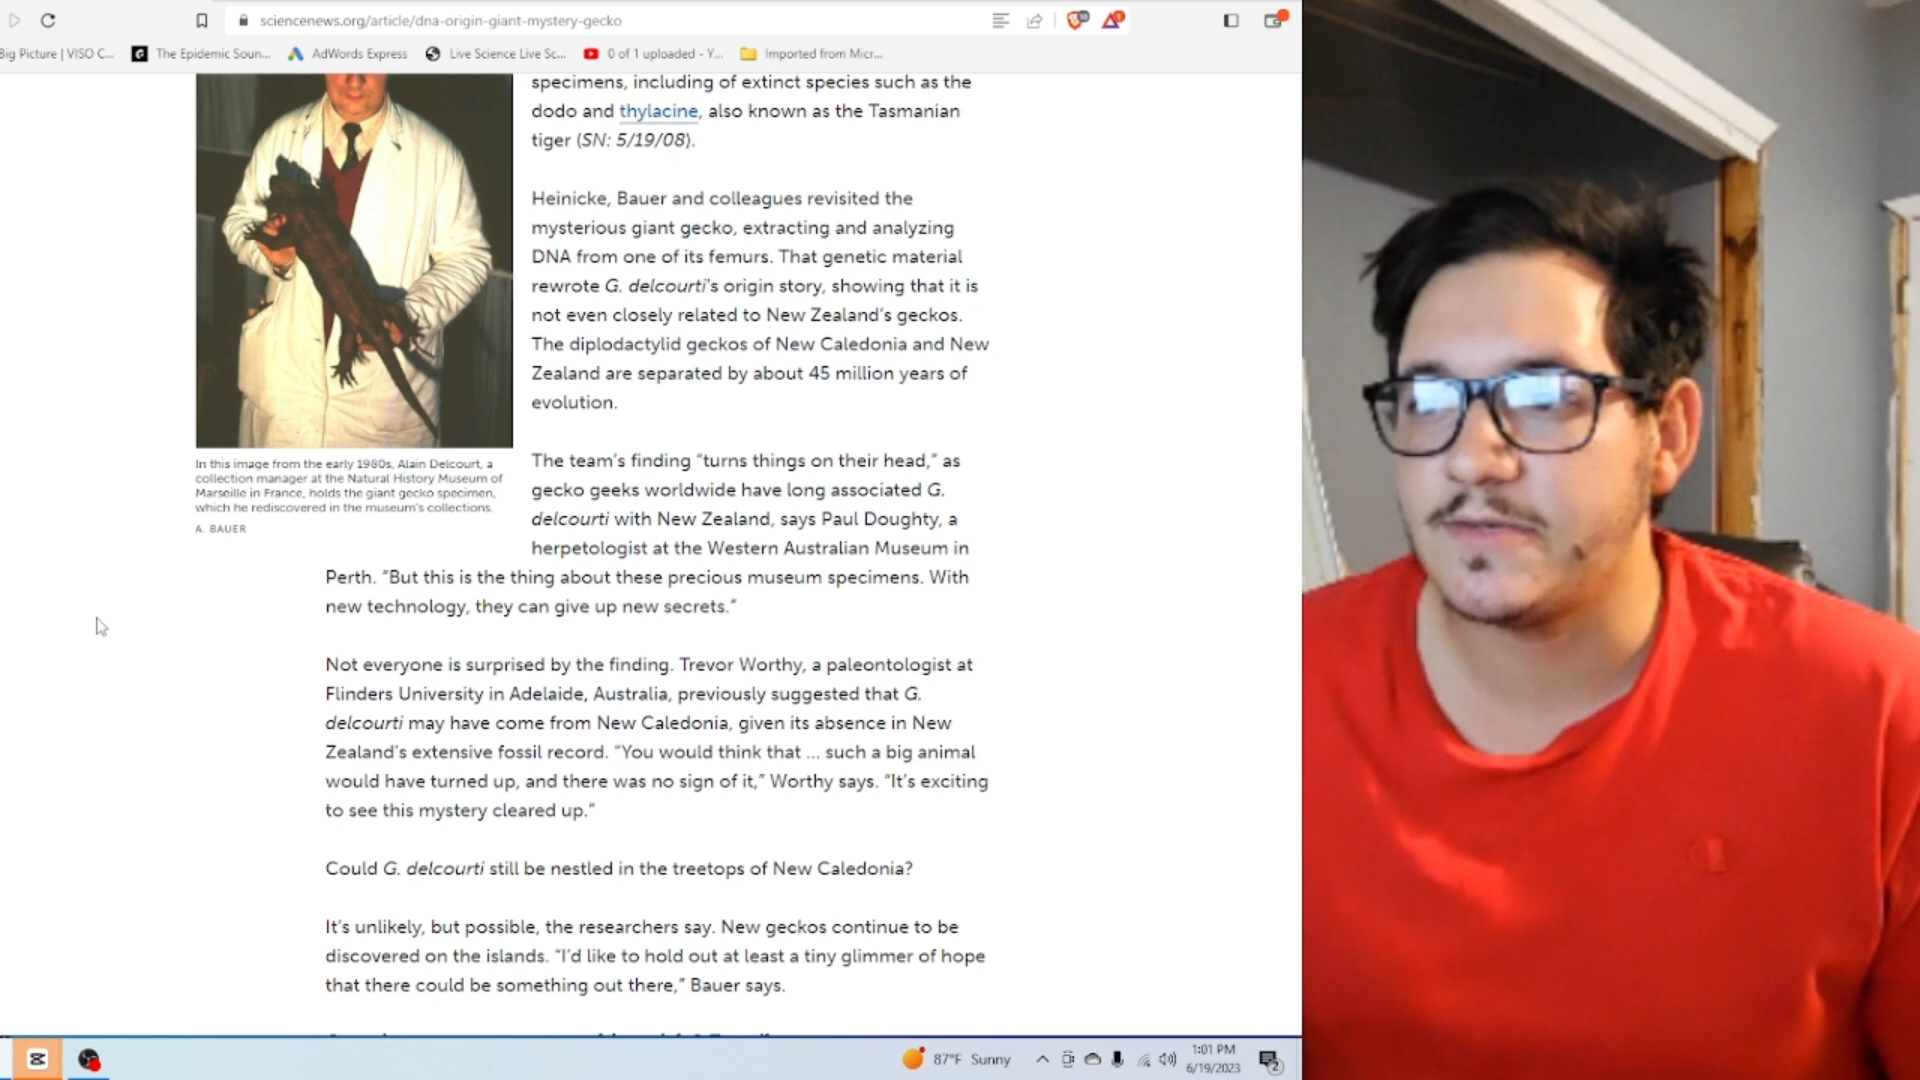 sciencenews.org/article/dna-origin-giant-mystery-gecko
Big Picture | VISO C... The Epidemic Soun... AdWords Express Live Science Live Sc... 0 of 1 uploaded - Y... Imported from Micr...
specimens, including of extinct species such as the
dodo and thylacine, also known as the Tasmanian
tiger (SN: 5/19/08).
Heinicke, Bauer and colleagues revisited the
mysterious giant gecko, extracting and analyzing
DNA from one of its femurs. That genetic material
rewrote G. delcourti's origin story, showing that it is
not even closely related to New Zealand's geckos.
The diplodactylid geckos of New Caledonia and New
Zealand are separated by about 45 million years of
evolution.
In this image from the early 1980s, Alain Delcourt, a
collection manager at the Natural History Museum of
Marseille in France, holds the giant gecko specimen,
which he rediscovered in the museum's collections.
A. BAUER
The team's finding “turns things on their head,” as
gecko geeks worldwide have long associated G.
delcourti with New Zealand, says Paul Doughty, a
herpetologist at the Western Australian Museum in
Perth. “But this is the thing about these precious museum specimens. With
new technology, they can give up new secrets.”
Not everyone is surprised by the finding. Trevor Worthy, a paleontologist at
Flinders University in Adelaide, Australia, previously suggested that G.
delcourti may have come from New Caledonia, given its absence in New
Zealand's extensive fossil record. “You would think that ... such a big animal
would have turned up, and there was no sign of it,” Worthy says. “It's exciting
to see this mystery cleared up.”
Could G. delcourti still be nestled in the treetops of New Caledonia?
It's unlikely, but possible, the researchers say. New geckos continue to be
discovered on the islands. “I'd like to hold out at least a tiny glimmer of hope
that there could be something out there,” Bauer says.
87°F Sunny
1:01 PM
6/19/2023
2